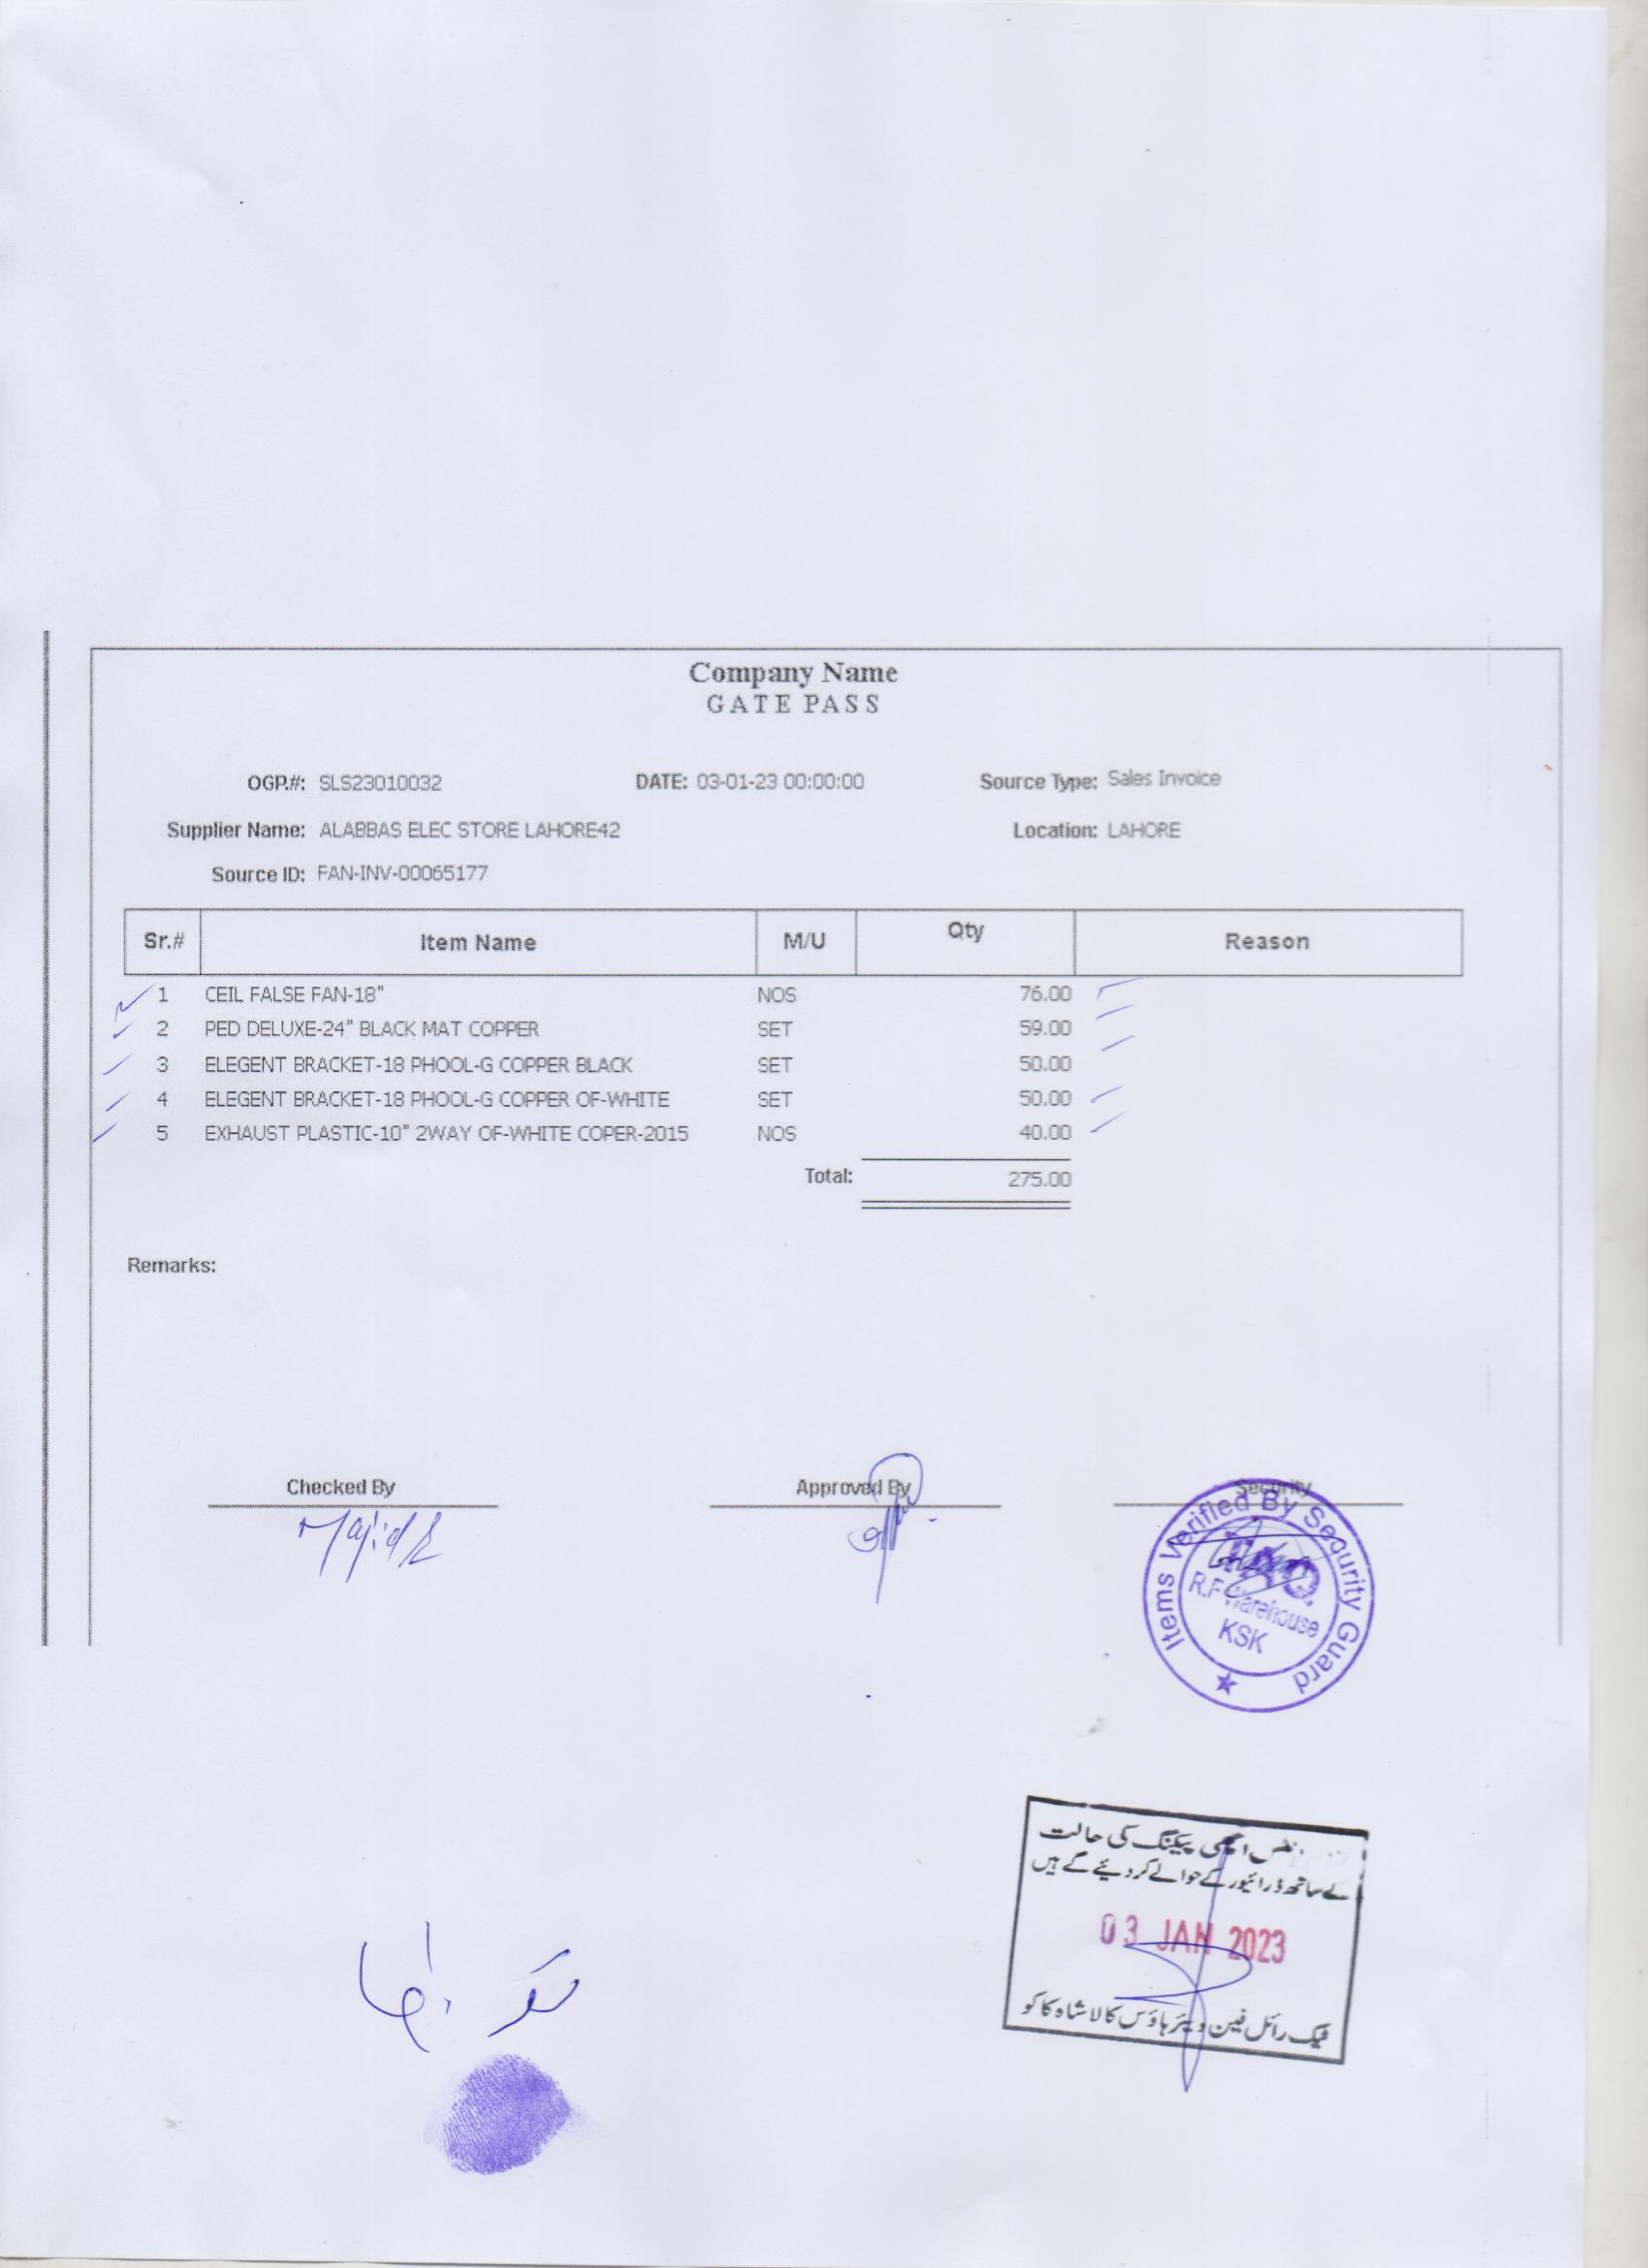 Company Name
GATE PASS
OGP.#: SLS23010032 DATE: 03-01-23 00:00:00 Source Type: Sales Invoice
Supplier Name: ALABBAS ELEC STORE LAHORE42 Location: LAHORE
Source ID: FAN-INV-00065177
Sr.# Item Name M/U Qty Reason
1 CEIL FALSE FAN-18" NOS 76.00
2 PED DELUXE-24" BLACK MAT COPPER SET 59.00
3 ELEGENT BRACKET-18 PHOOL-G COPPER BLACK SET 50.00
4 ELEGENT BRACKET-18 PHOOL-G COPPER OF-WHITE SET 50.00
5 EXHAUST PLASTIC-10" 2WAY OF-WHITE COPER-2015 NOS 40.00
Total: 275.00
Remarks:
Checked By Approved By Security
Majid
Items Verified By Security Guard
R.F Warehouse
KSK
اچھی پیکنگ کی حالت
کے ساتھ ڈرائیور کے حوالے کر دئیے گے ہیں
03 JAN 2023
رائل فین ویئر ہاؤس کالا شاہ کاکو